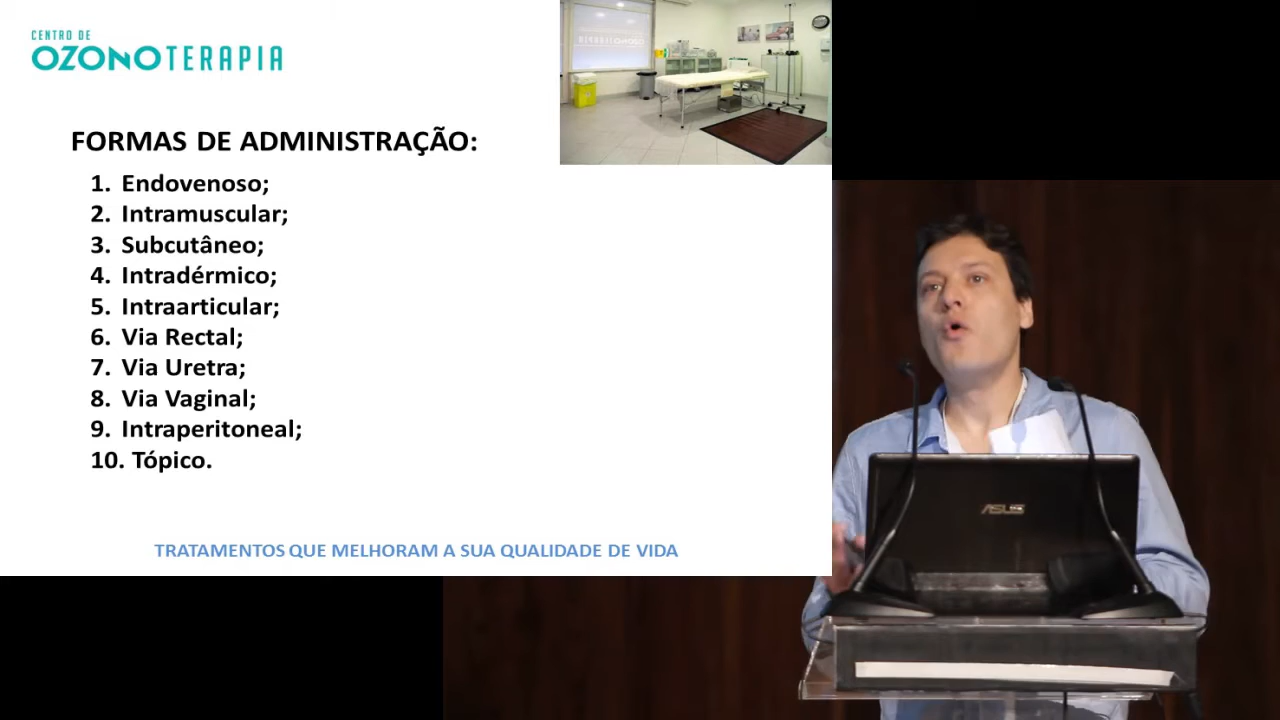 CENTRO DE
OZONOTERAPIA
FORMAS DE ADMINISTRAÇÃO:
1. Endovenoso;
2. Intramuscular;
3. Subcutâneo;
4. Intradérmico;
5. Intraarticular;
6. Via Rectal;
7. Via Uretra;
8. Via Vaginal;
9. Intraperitoneal;
10. Tópico.
TRATAMENTOS QUE MELHORAM A SUA QUALIDADE DE VIDA
ASUS